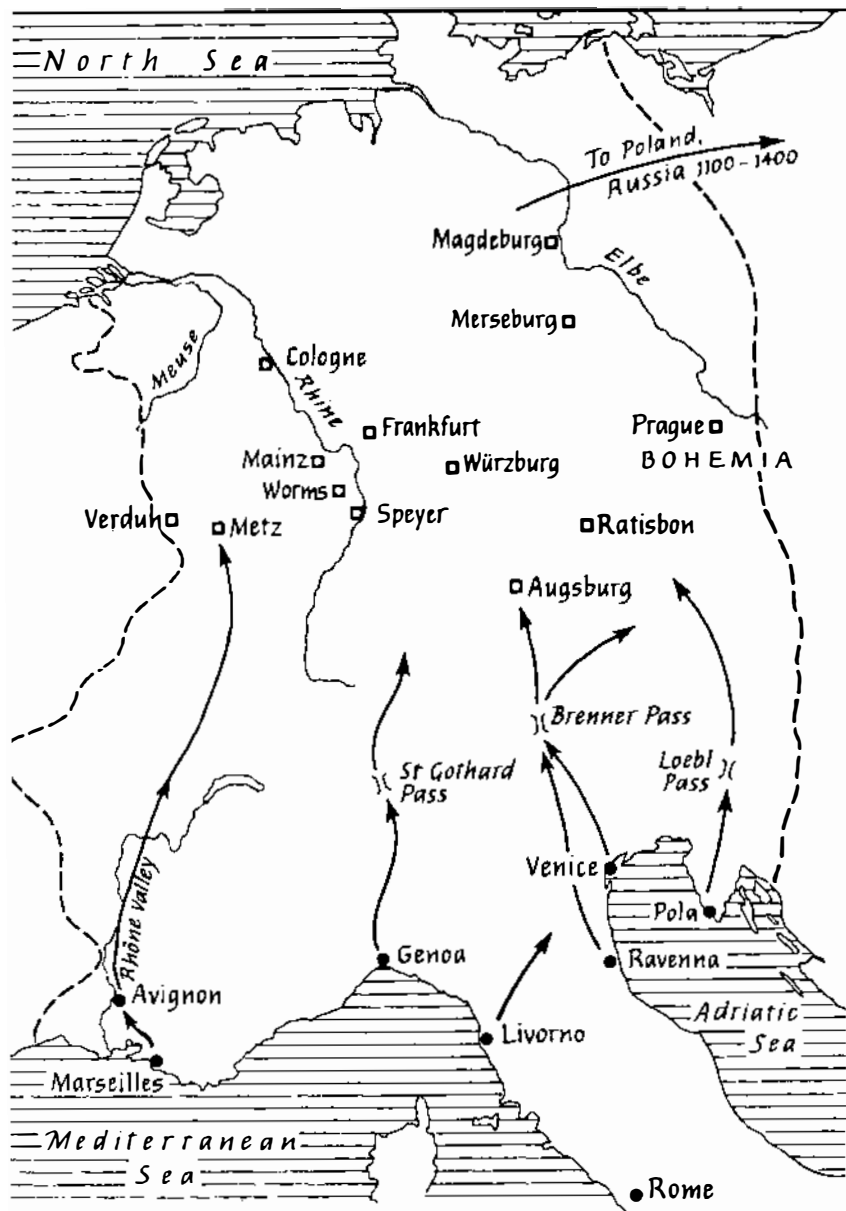 North Sea
To Poland,
Russia 1100-1400
Magdeburg
Elbe
Merseburg
Meuse
Cologne
Rhine
Frankfurt
Prague
BOHEMIA
Mainz
Würzburg
Worms
Verdun
Metz
Speyer
Ratisbon
Augsburg
Brenner Pass
St Gothard
Pass
Loebl
Pass
Venice
Rhône Valley
Pola
Genoa
Ravenna
Avignon
Adriatic
Sea
Livorno
Marseilles
Mediterranean
Sea
Rome